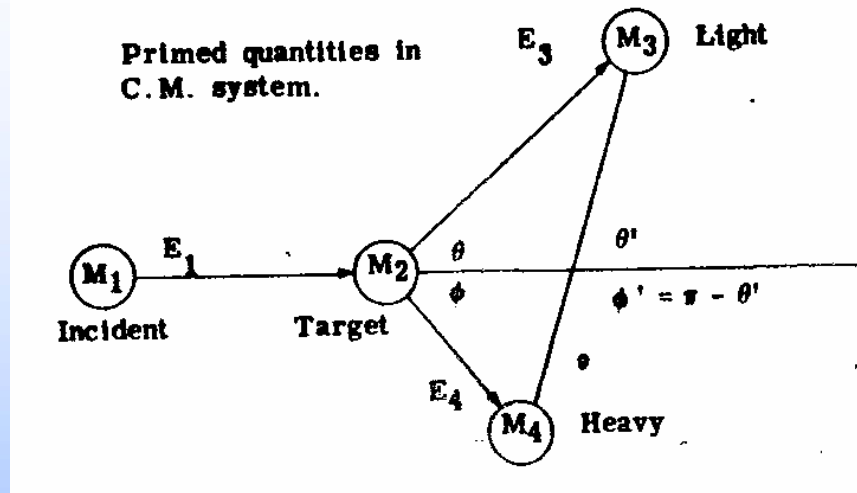 Primed quantities in
C.M. system.
E₃
M₃
Light
E₁
M₁
M₂
θ
θ'
ϕ
ϕ' = π - θ'
Incident
Target
E₄
M₄
Heavy